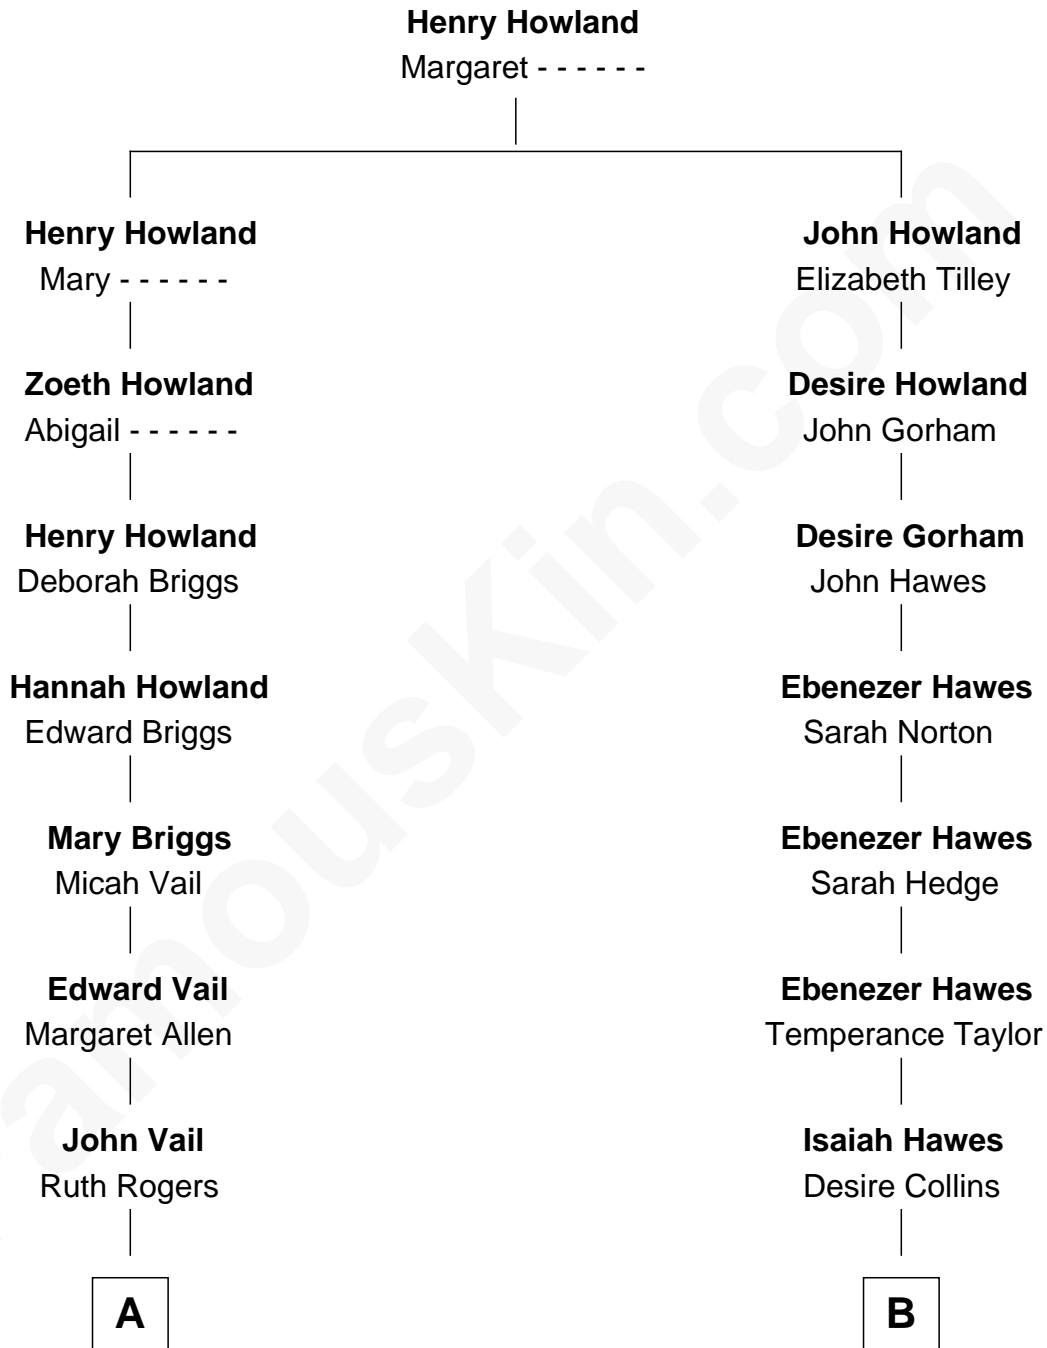 Henry Howland
Margaret - - - - - -
Henry Howland
Mary - - - - - -
John Howland
Elizabeth Tilley
Zoeth Howland
Abigail - - - - - -
Desire Howland
John Gorham
Henry Howland
Deborah Briggs
Desire Gorham
John Hawes
Hannah Howland
Edward Briggs
Ebenezer Hawes
Sarah Norton
Mary Briggs
Micah Vail
Ebenezer Hawes
Sarah Hedge
Edward Vail
Margaret Allen
Ebenezer Hawes
Temperance Taylor
John Vail
Ruth Rogers
Isaiah Hawes
Desire Collins
A
B
amouskin.com